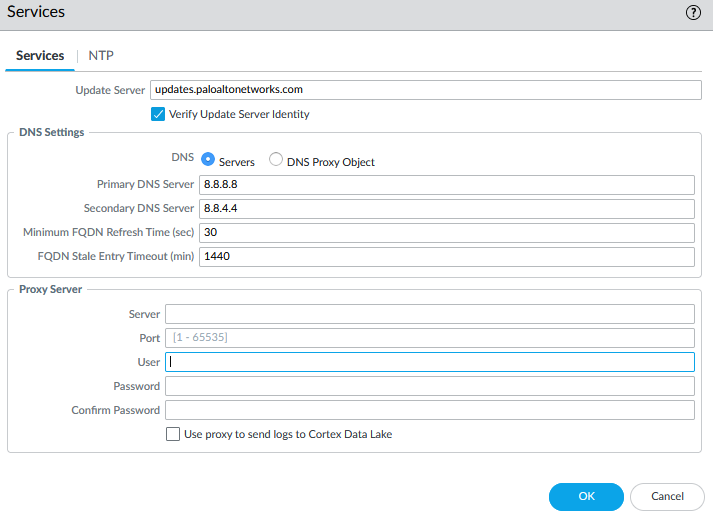 Services
Services
NTP
Update Server updates.paloaltonetworks.com
Verify Update Server Identity
DNS Settings
DNS Servers DNS Proxy Object
Primary DNS Server 8.8.8.8
Secondary DNS Server 8.8.4.4
Minimum FQDN Refresh Time (sec) 30
FQDN Stale Entry Timeout (min) 1440
Proxy Server
Server
Port [1 - 65535]
User
Password
Confirm Password
Use proxy to send logs to Cortex Data Lake
OK
Cancel